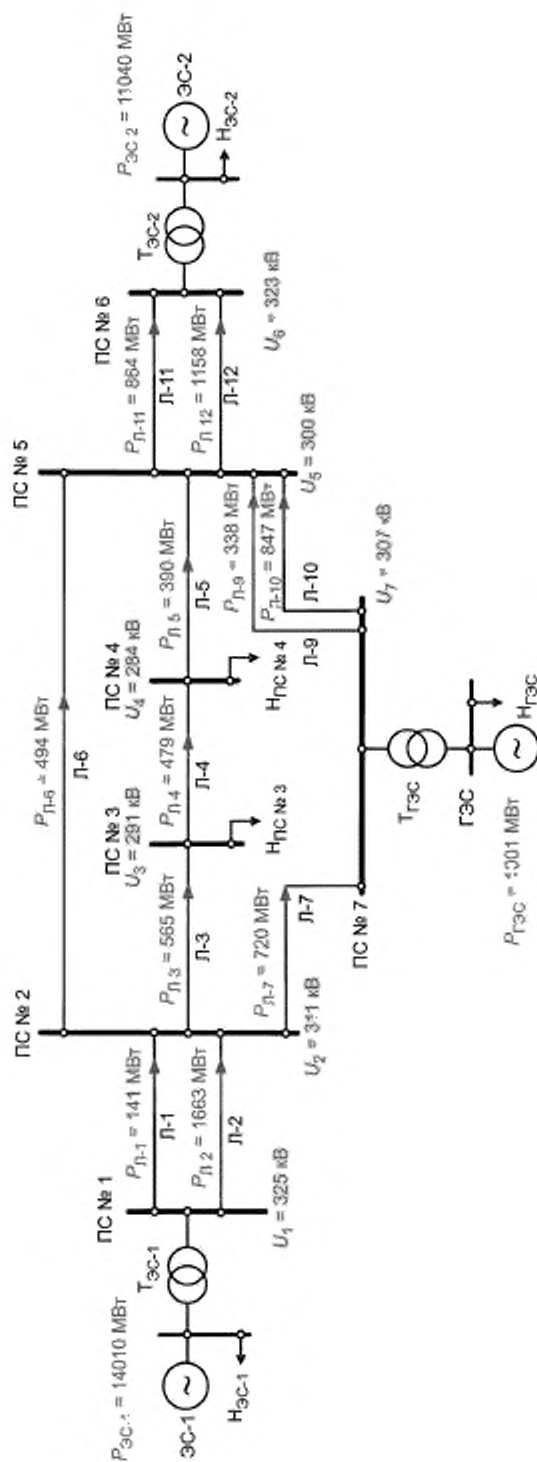 P_ЭС-1 = 14010 МВт
ЭС-1
Н_ЭС-1
Т_ЭС-1
ПС № 1
U_1 = 325 кВ
P_Л-1 = 141 МВт
Л-1
P_Л 2 = 1663 МВт
Л-2
ПС № 2
U_2 = 311 кВ
P_Л-6 = 494 МВт
Л-6
P_Л 3 = 565 МВт
Л-3
P_Л-7 = 720 МВт
Л-7
ПС № 3
U_3 = 291 кВ
Н_ПС № 3
P_Л-4 = 479 МВт
Л-4
ПС № 4
U_4 = 284 кВ
Н_ПС № 4
P_Л 5 = 390 МВт
Л-5
P_Л-9 = 338 МВт
P_Л-10 = 847 МВт
Л-10
Л-9
ПС № 5
U_5 = 300 кВ
P_Л-11 = 864 МВт
Л-11
P_Л 12 = 1158 МВт
Л-12
ПС № 6
U_6 = 323 кВ
Т_ЭС-2
P_ЭС 2 = 11040 МВт
ЭС-2
Н_ЭС-2
ПС № 7
U_7 = 307 кВ
Т_ГЭС
ГЭС
Н_ГЭС
P_ГЭС = 1001 МВт